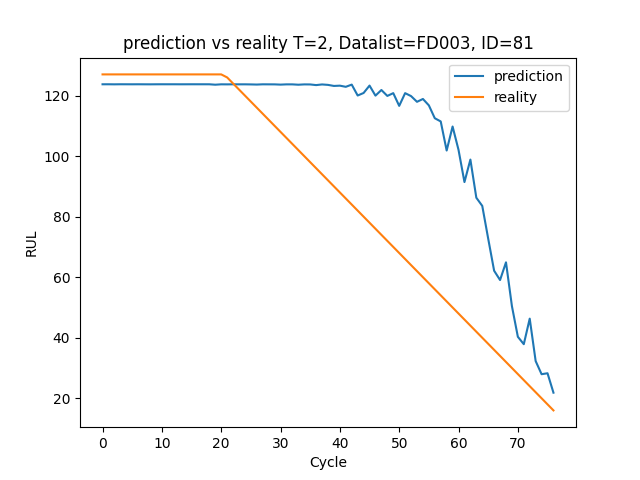 prediction vs reality T=2, Datalist=FD003, ID=81
prediction
reality
RUL
120
100
80
60
40
20
0 10 20 30 40 50 60 70
Cycle